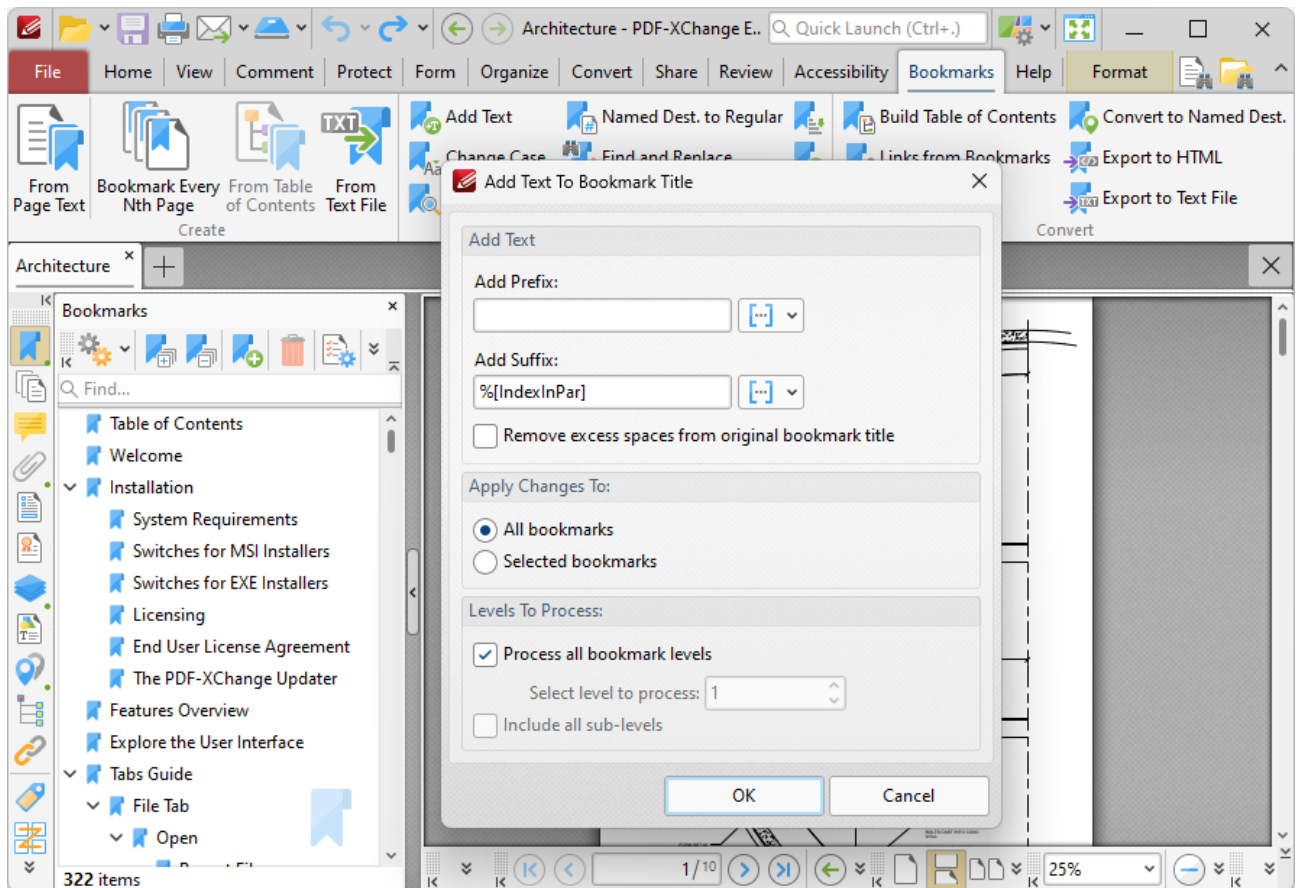 Architecture - PDF-XChange E..
Quick Launch (Ctrl+.)
File
Home
View
Comment
Protect
Form
Organize
Convert
Share
Review
Accessibility
Bookmarks
Help
Format
From
Page Text
Bookmark Every
Nth Page
From Table
of Contents
TXT
From
Text File
Create
Add Text
Named Dest. to Regular
Change Case
Find and Replace
Build Table of Contents
Links from Bookmarks
Convert to Named Dest.
Export to HTML
Export to Text File
Convert
Architecture
Bookmarks
Find...
Table of Contents
Welcome
Installation
System Requirements
Switches for MSI Installers
Switches for EXE Installers
Licensing
End User License Agreement
The PDF-XChange Updater
Features Overview
Explore the User Interface
Tabs Guide
File Tab
Open
322 items
Add Text To Bookmark Title
Add Text
Add Prefix:
Add Suffix:
%[IndexInPar]
Remove excess spaces from original bookmark title
Apply Changes To:
All bookmarks
Selected bookmarks
Levels To Process:
Process all bookmark levels
Select level to process: 1
Include all sub-levels
OK
Cancel
1/10
25%